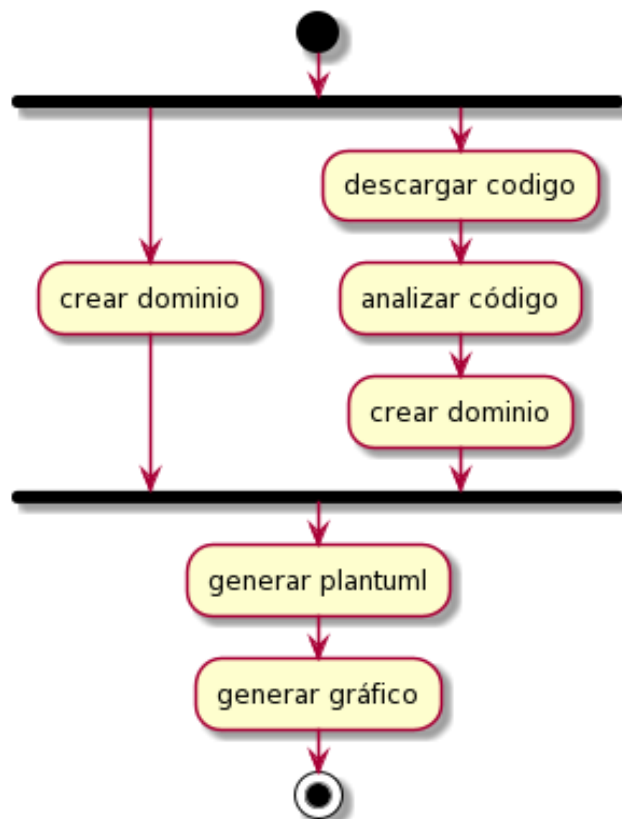 descargar codigo
crear dominio
analizar código
crear dominio
generar plantuml
generar gráfico